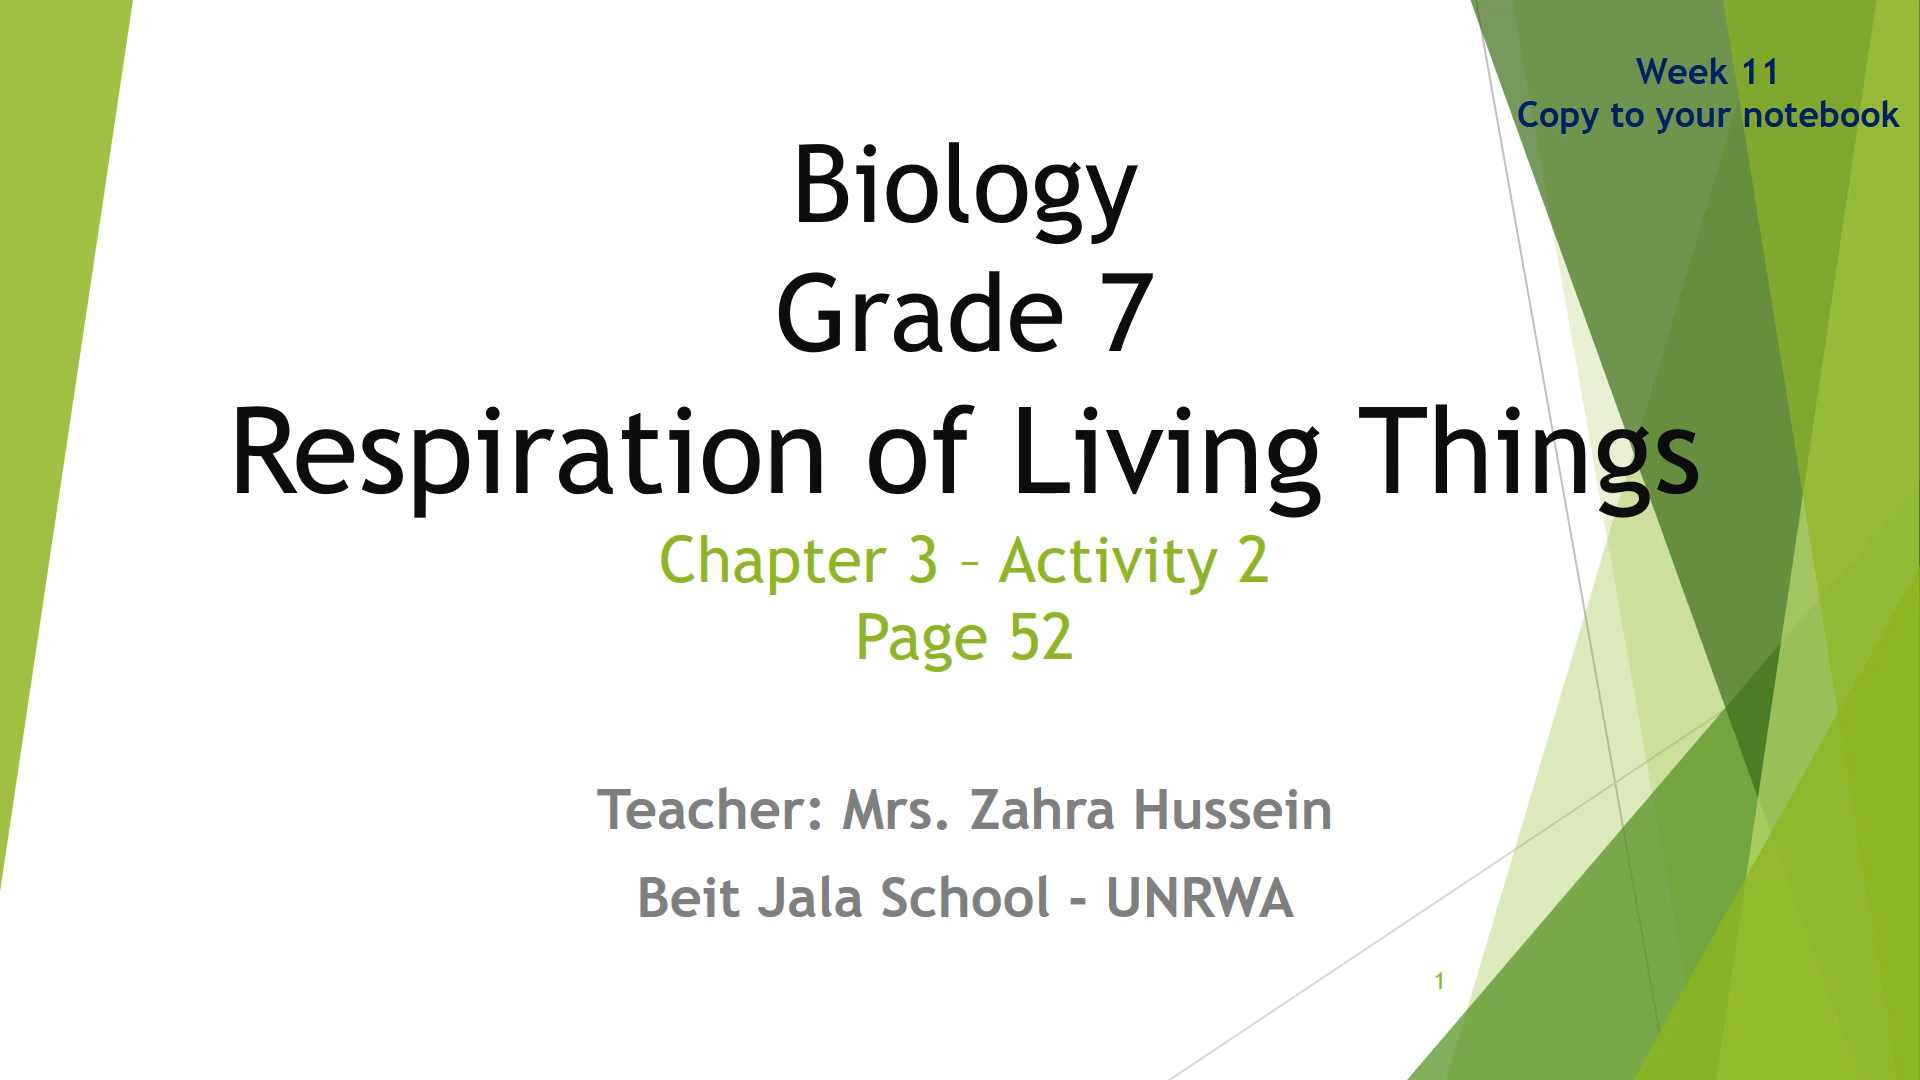 Week 11
Copy to your notebook
Biology
Grade 7
Respiration of Living Things
Chapter 3 – Activity 2
Page 52
Teacher: Mrs. Zahra Hussein
Beit Jala School - UNRWA
1